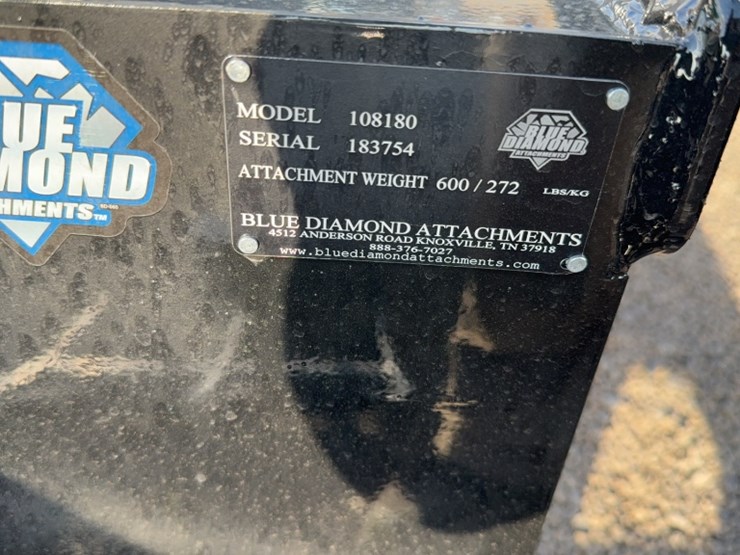 UE
MOND
HMENTS™
MODEL 108180
SERIAL 183754
ATTACHMENT WEIGHT 600 / 272 LBS/KG
BLUE
DIAMOND
ATTACHMENTS
BLUE DIAMOND ATTACHMENTS
4512 ANDERSON ROAD KNOXVILLE, TN 37918
888-376-7027
www.bluediamondattachments.com